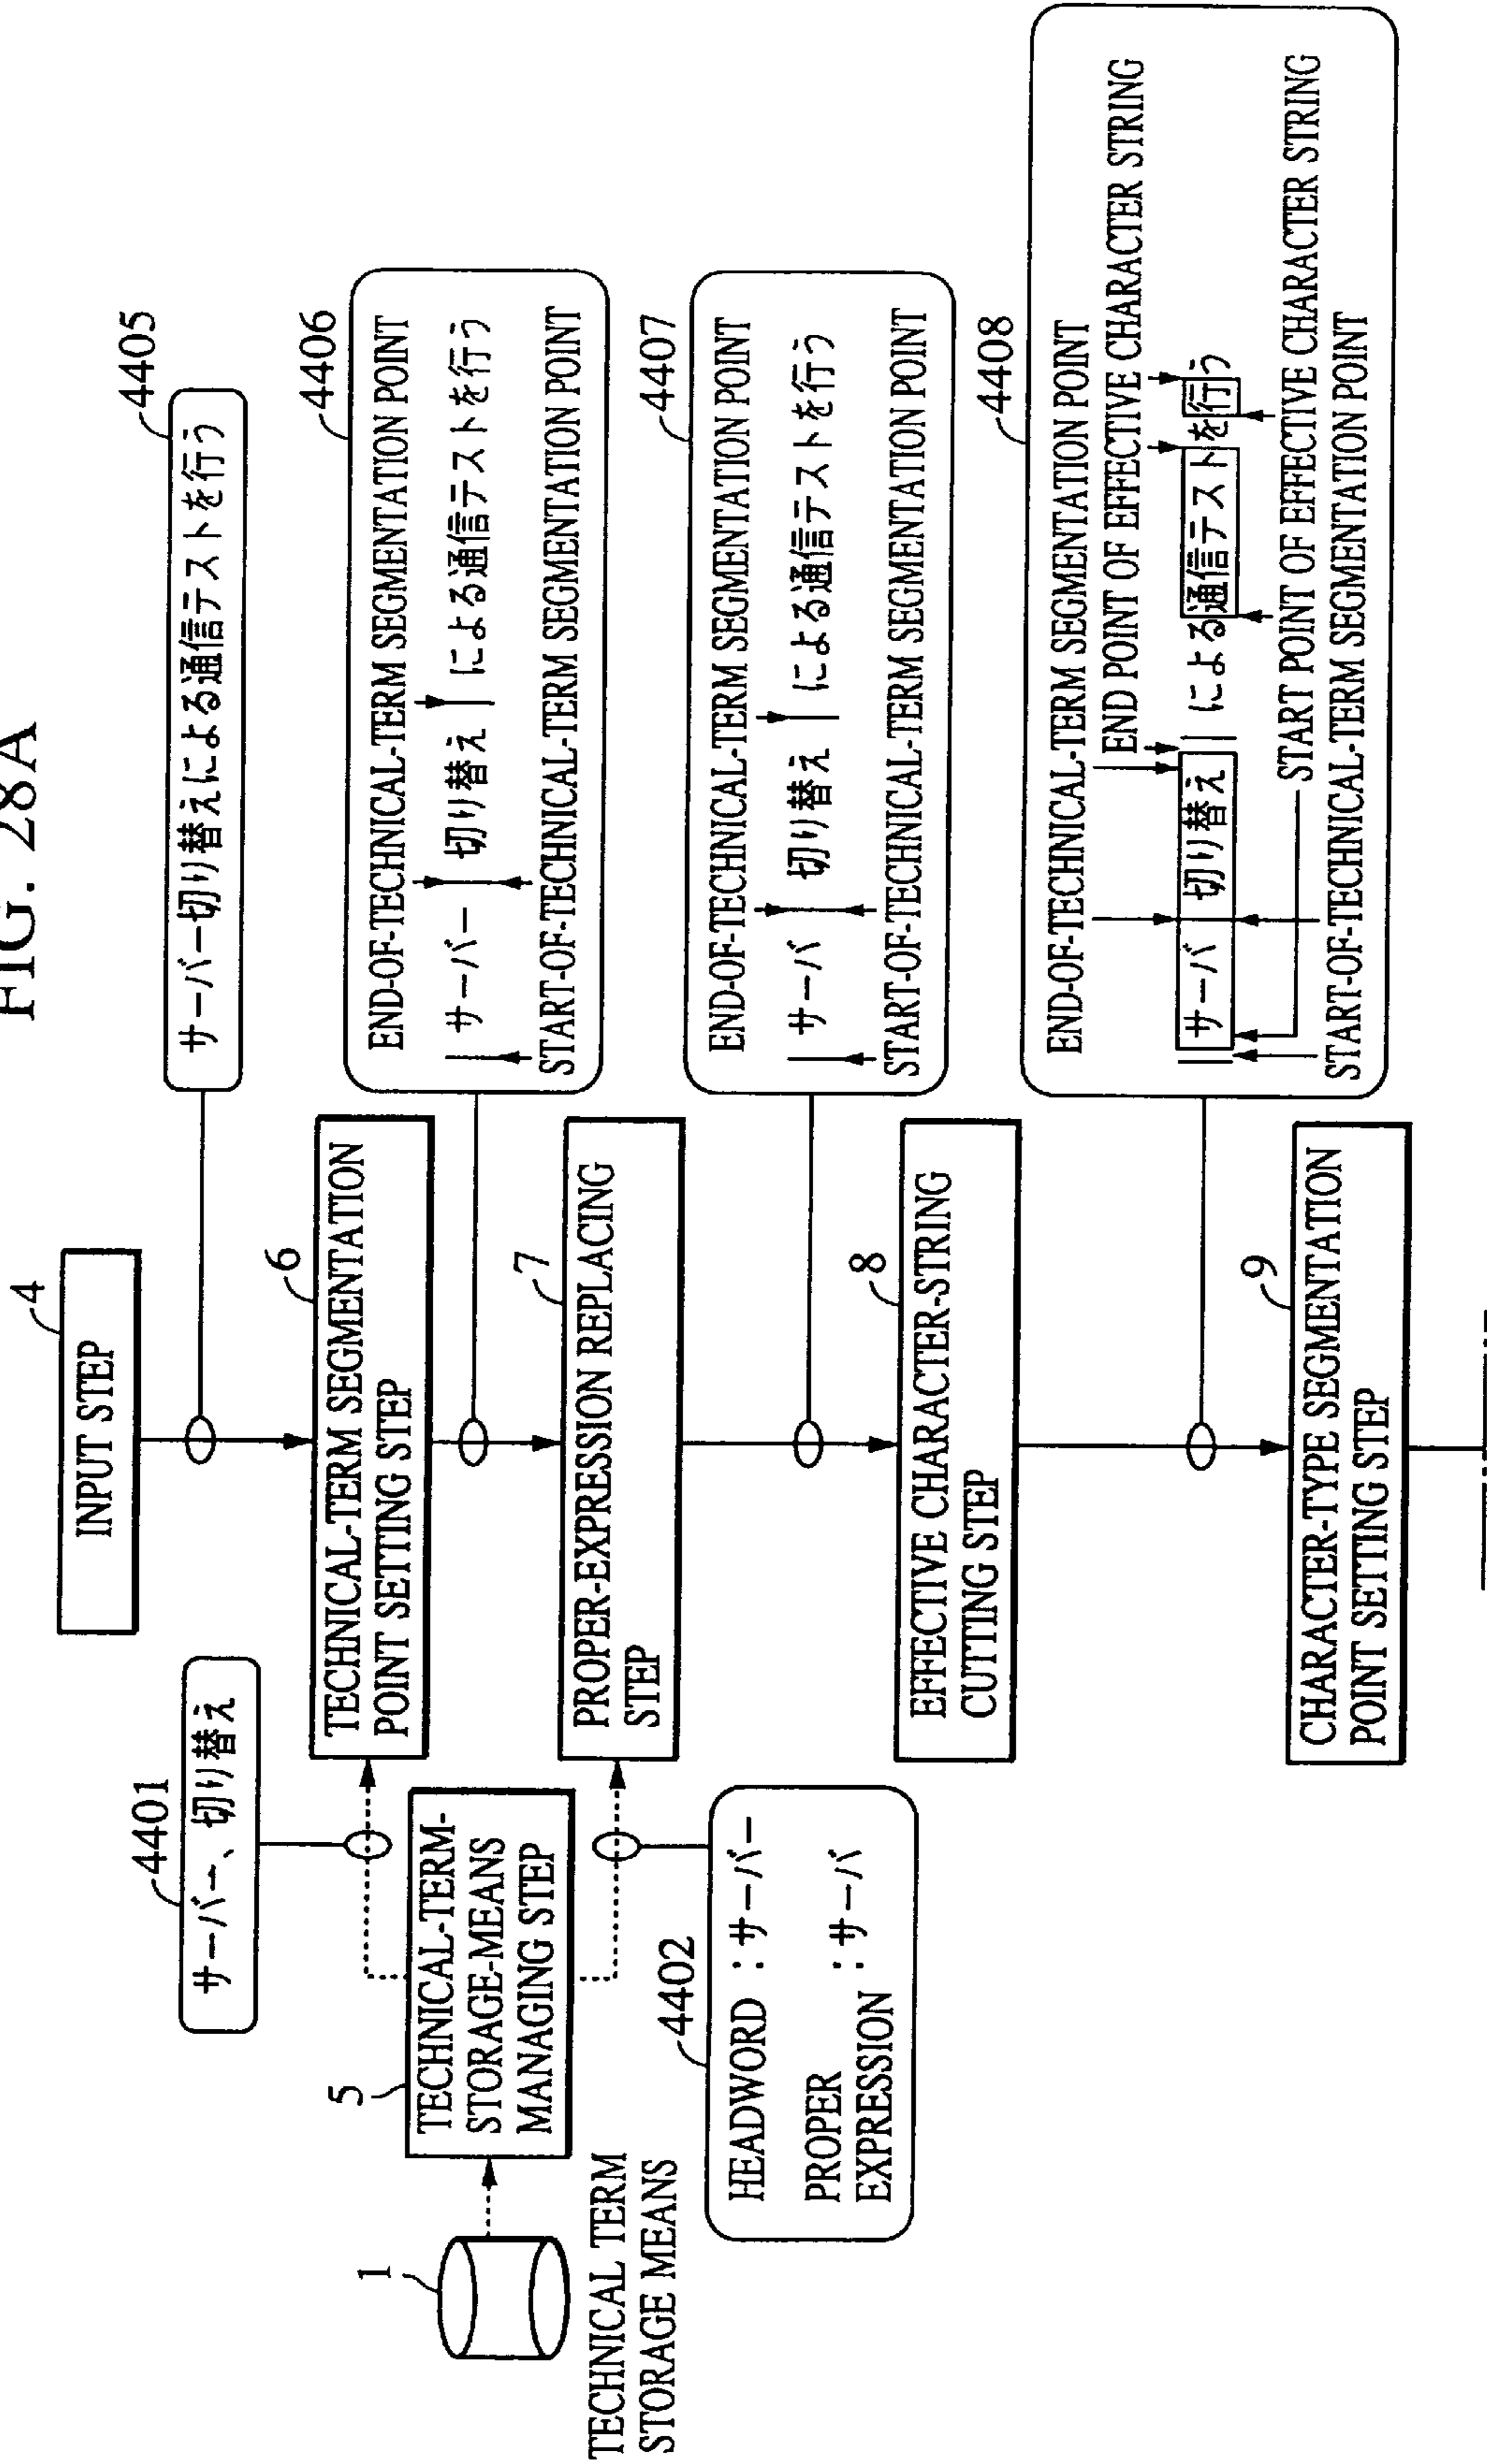 FIG. 28A
4
INPUT STEP
4405
サーバー切り替えによる通信テストを行う
4401
サーバー、切り替え
6
TECHNICAL-TERM SEGMENTATION
POINT SETTING STEP
4406
END-OF-TECHNICAL-TERM SEGMENTATION POINT
サーバー 切り替え による通信テストを行う
START-OF-TECHNICAL-TERM SEGMENTATION POINT
1
TECHNICAL TERM
STORAGE MEANS
5
TECHNICAL-TERM-
STORAGE-MEANS
MANAGING STEP
7
PROPER-EXPRESSION REPLACING
STEP
4402
HEADWORD : サーバー
PROPER
EXPRESSION : サーバ
4407
END-OF-TECHNICAL-TERM SEGMENTATION POINT
サーバ 切り替え による通信テストを行う
START-OF-TECHNICAL-TERM SEGMENTATION POINT
8
EFFECTIVE CHARACTER-STRING
CUTTING STEP
4408
END-OF-TECHNICAL-TERM SEGMENTATION POINT
END POINT OF EFFECTIVE CHARACTER STRING
サーバ 切り替え による通信テストを行う
START POINT OF EFFECTIVE CHARACTER STRING
START-OF-TECHNICAL-TERM SEGMENTATION POINT
9
CHARACTER-TYPE SEGMENTATION
POINT SETTING STEP